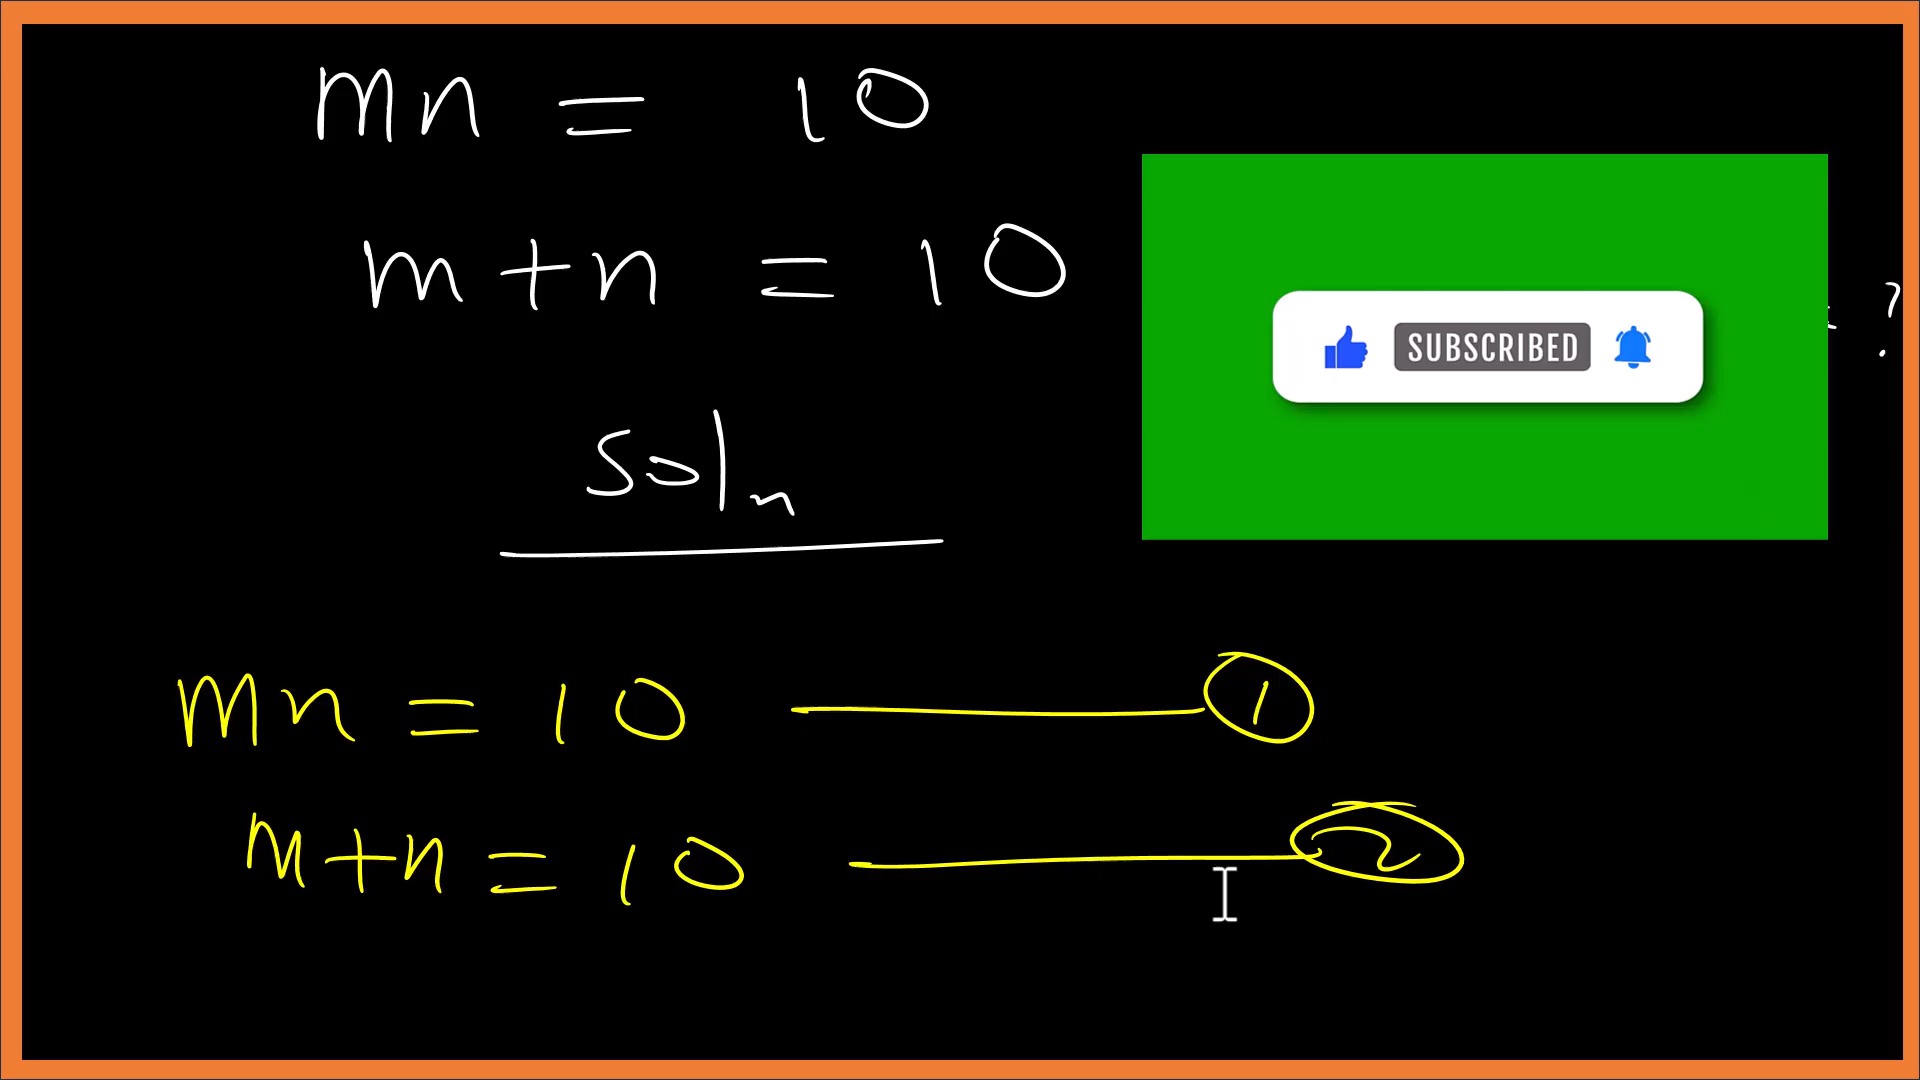 mn = 10
m+n = 10
= ?
SUBSCRIBED
soln
mn = 10 ——— 1
m+n = 10 ——— 2